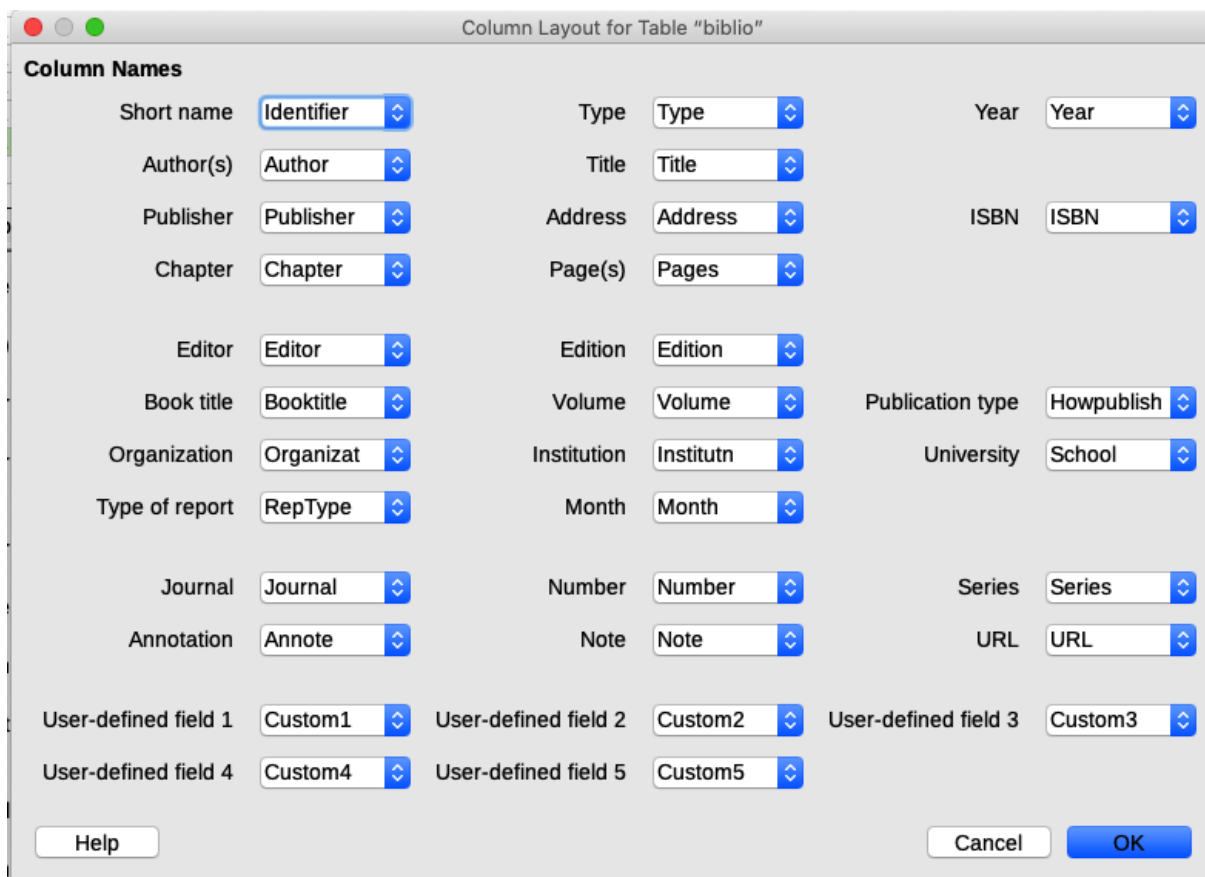 Column Layout for Table “biblio”
Column Names
Short name Identifier Type Type Year Year
Author(s) Author Title Title
Publisher Publisher Address Address ISBN ISBN
Chapter Chapter Page(s) Pages
Editor Editor Edition Edition
Book title Booktitle Volume Volume Publication type Howpublish
Organization Organizat Institution Institutn University School
Type of report RepType Month Month
Journal Journal Number Number Series Series
Annotation Annote Note Note URL URL
User-defined field 1 Custom1 User-defined field 2 Custom2 User-defined field 3 Custom3
User-defined field 4 Custom4 User-defined field 5 Custom5
Help Cancel OK